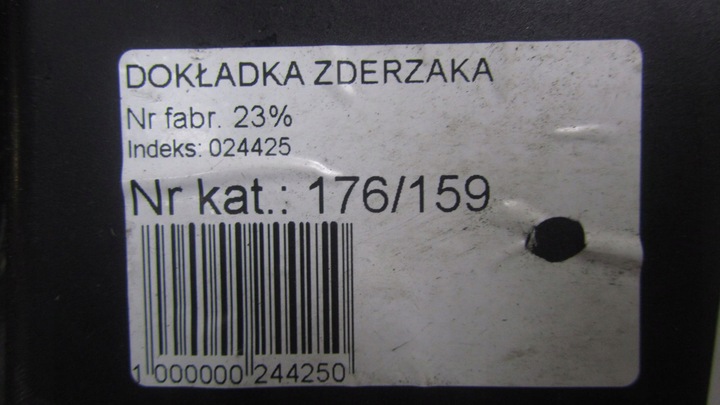 DOKŁADKA ZDERZAKA
Nr fabr. 23%
Indeks: 024425
Nr kat.: 176/159
1 000000 244250